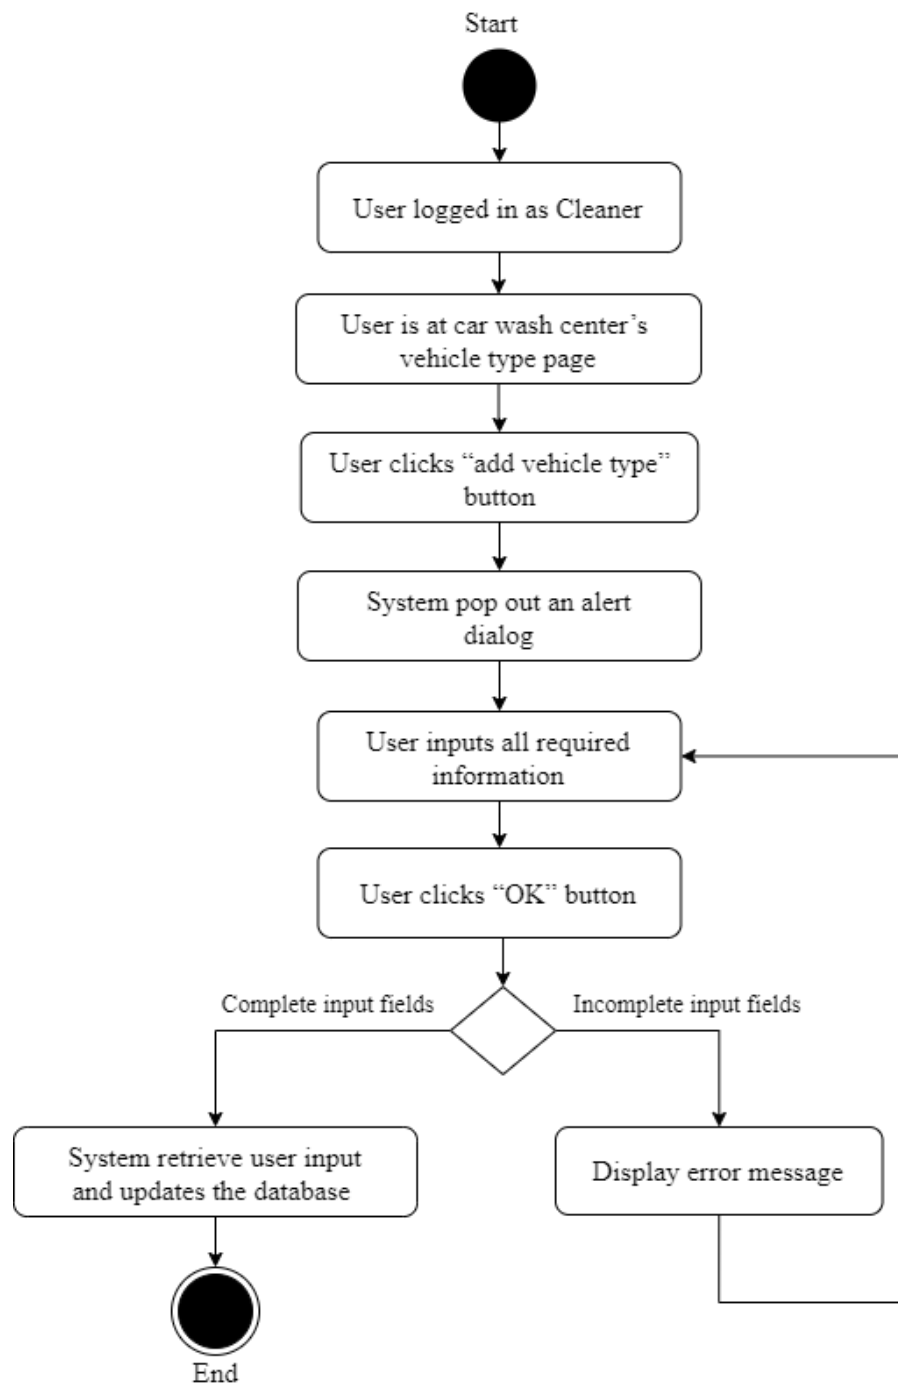 Start
User logged in as Cleaner
User is at car wash center’s
vehicle type page
User clicks “add vehicle type”
button
System pop out an alert
dialog
User inputs all required
information
User clicks “OK” button
Complete input fields
Incomplete input fields
System retrieve user input
and updates the database
Display error message
End